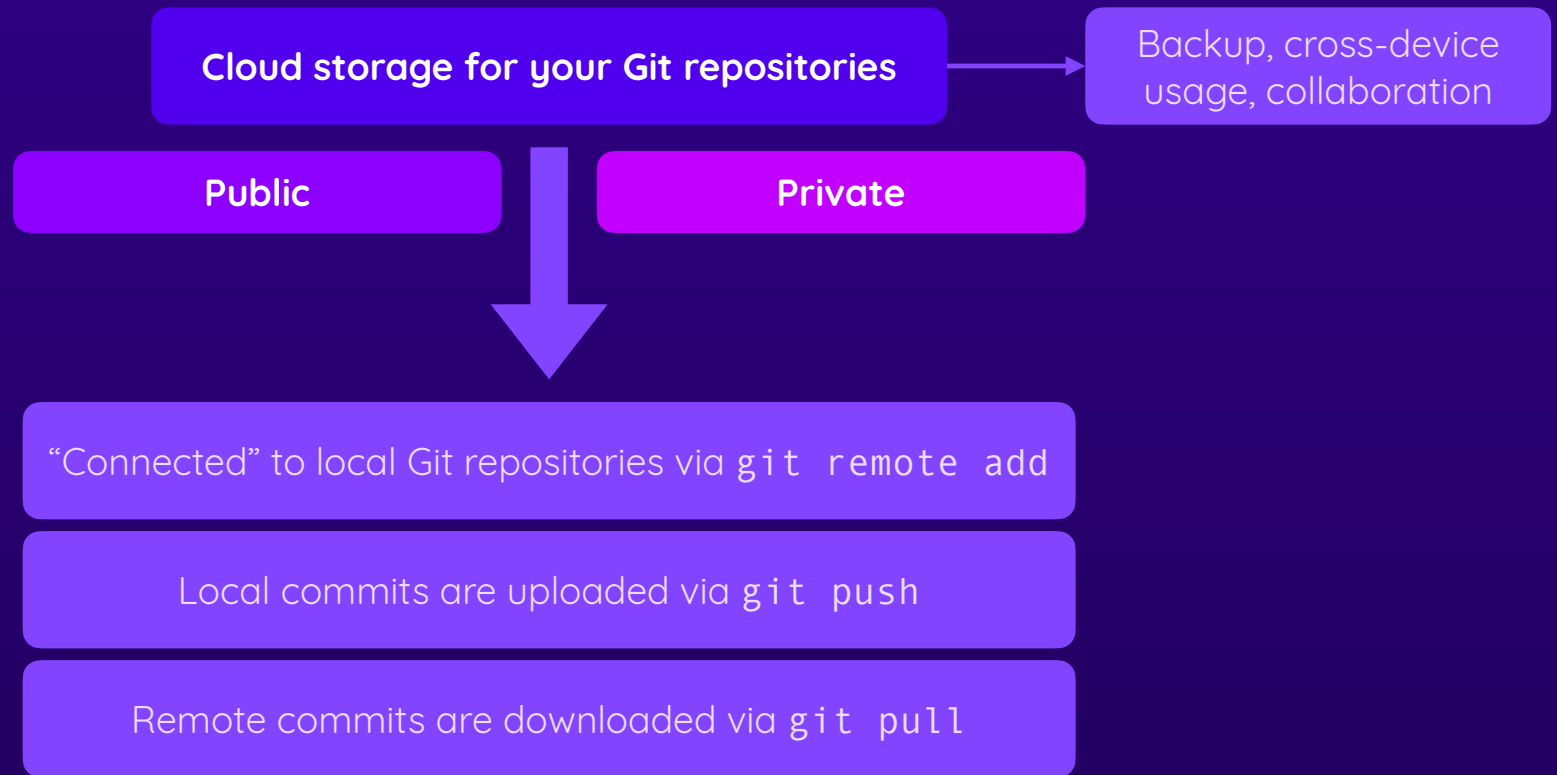 Cloud storage for your Git repositories
Backup, cross-device
usage, collaboration
Public
Private
“Connected” to local Git repositories via git remote add
Local commits are uploaded via git push
Remote commits are downloaded via git pull